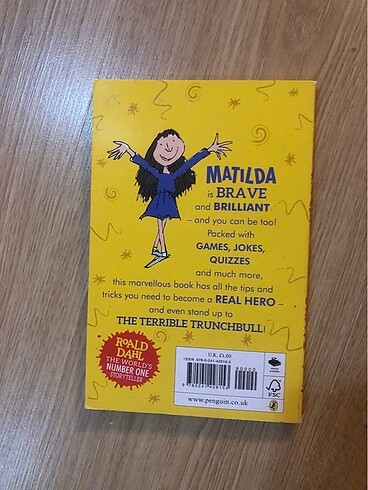 MATILDA
is BRAVE
and BRILLIANT
– and you can be too!
Packed with
GAMES, JOKES,
QUIZZES
and much more,
this marvellous book has all the tips and
tricks you need to become a REAL HERO –
and even stand up to
THE TERRIBLE TRUNCHBULL!
ROALD
DAHL
THE WORLD'S
NUMBER ONE
STORYTELLER
U.K. £1.00
00000
www.penguin.co.uk
FSC